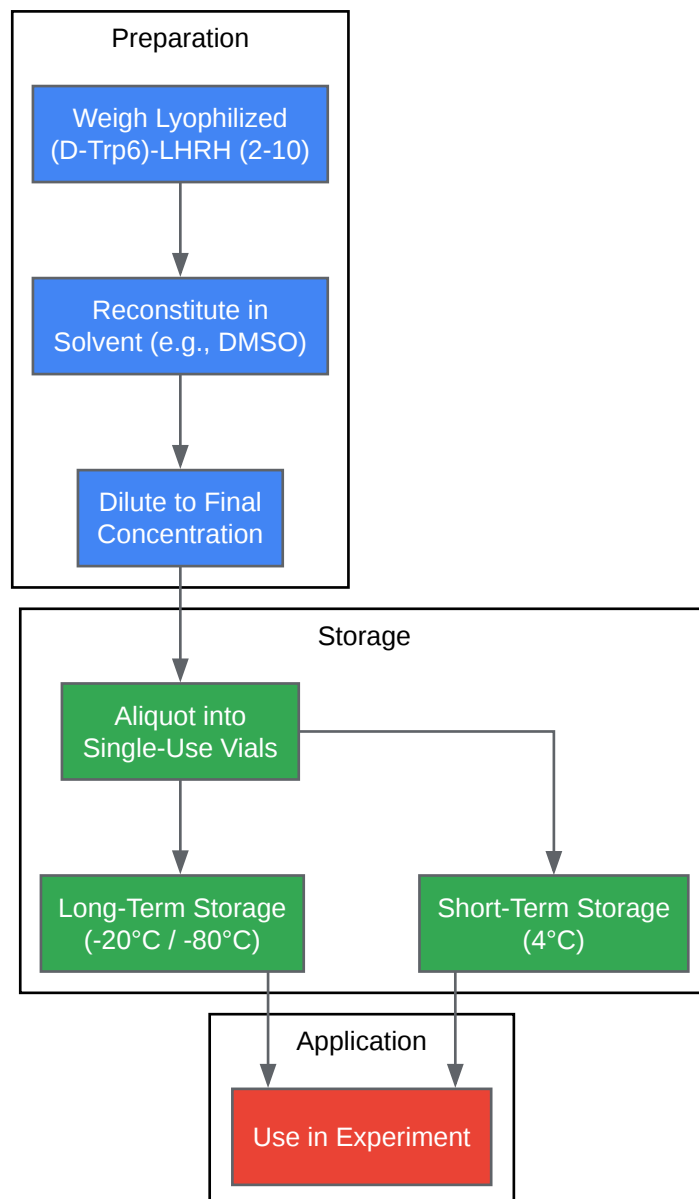 Preparation
Weigh Lyophilized
(D-Trp6)-LHRH (2-10)
Reconstitute in
Solvent (e.g., DMSO)
Dilute to Final
Concentration
Storage
Aliquot into
Single-Use Vials
Long-Term Storage
(-20°C / -80°C)
Short-Term Storage
(4°C)
Application
Use in Experiment